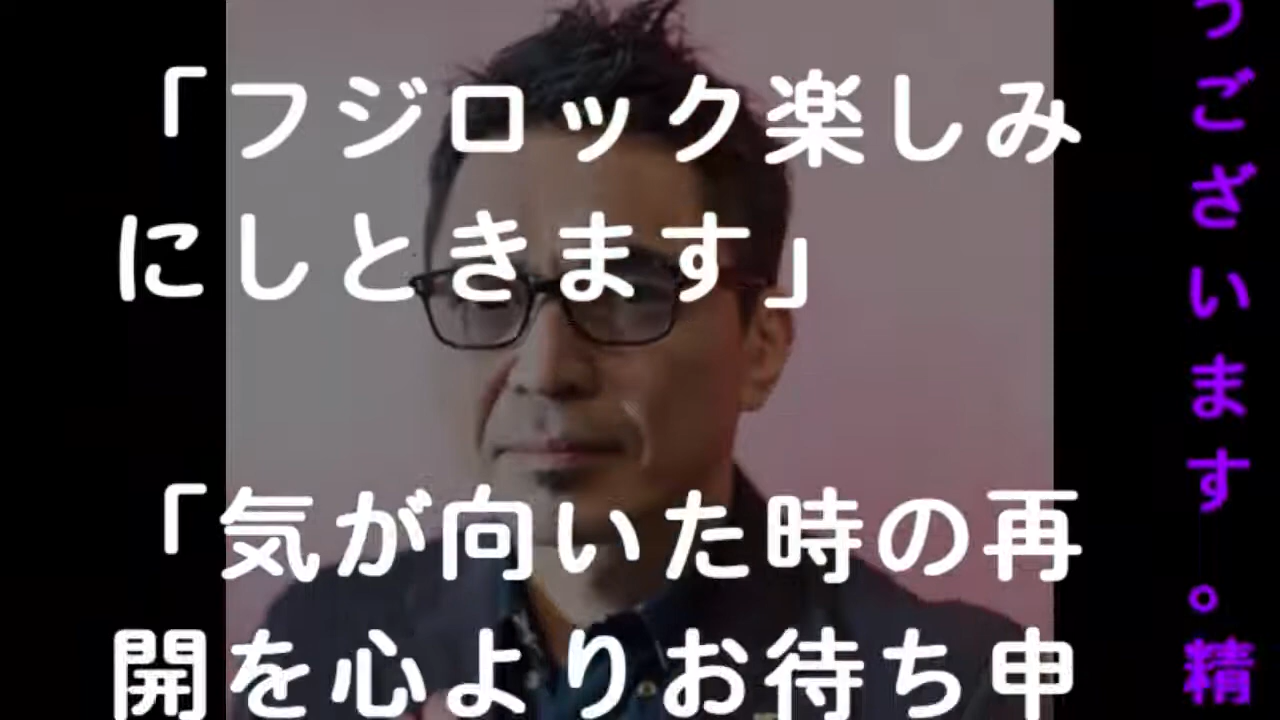 「フジロック楽しみ
にしときます」
「気が向いた時の再
開を心よりお待ち申
うございます。精